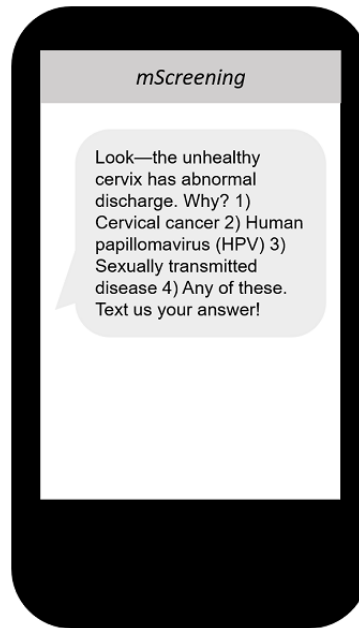 mScreening
Look—the unhealthy
cervix has abnormal
discharge. Why? 1)
Cervical cancer 2) Human
papillomavirus (HPV) 3)
Sexually transmitted
disease 4) Any of these.
Text us your answer!